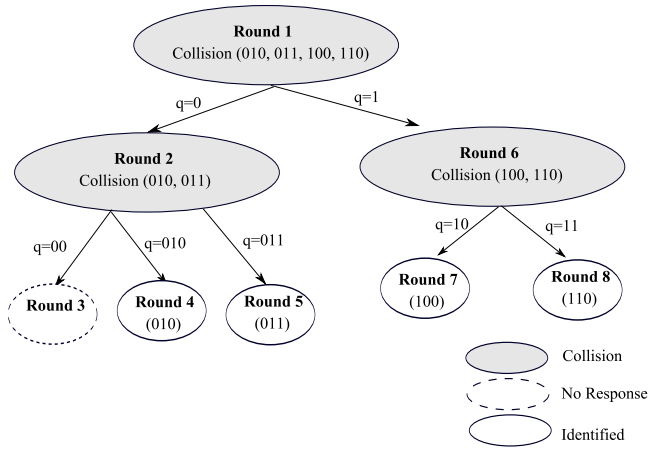 Round 1
Collision (010, 011, 100, 110)
q=0
q=1
Round 2
Collision (010, 011)
Round 6
Collision (100, 110)
q=00
q=010
q=011
q=10
q=11
Round 3
Round 4
(010)
Round 5
(011)
Round 7
(100)
Round 8
(110)
Collision
No Response
Identified